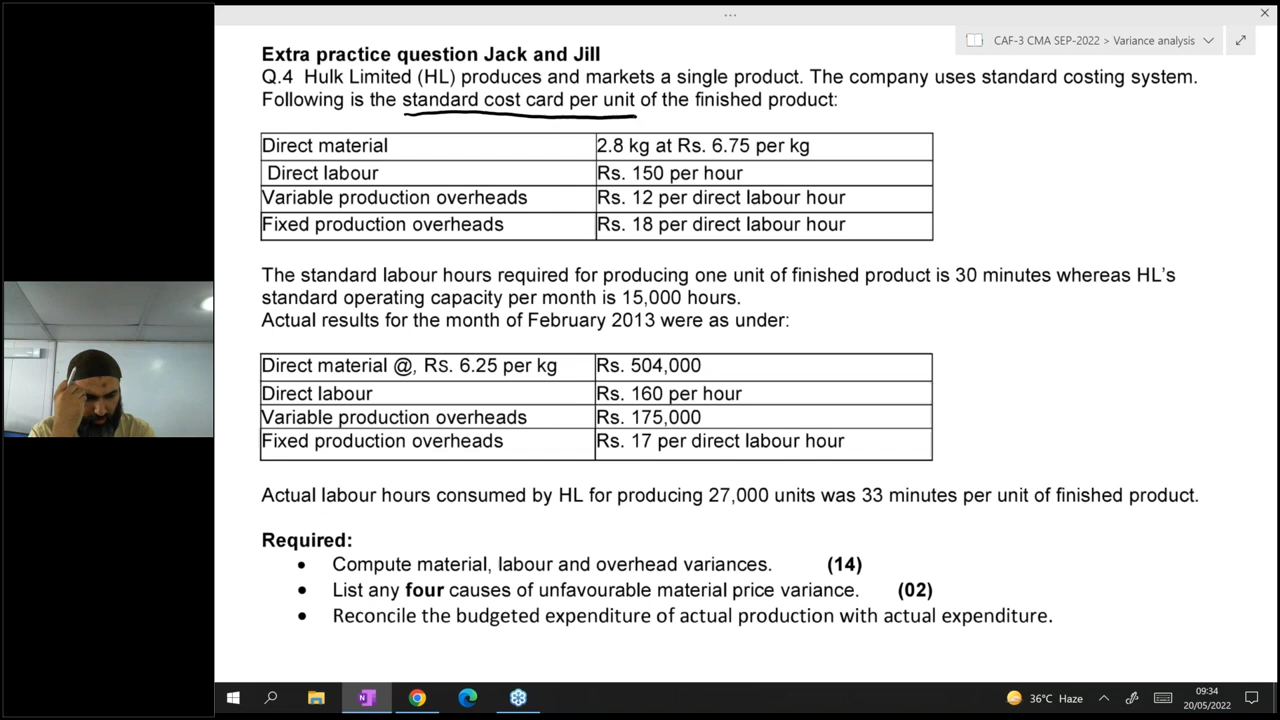 ...
CAF-3 CMA SEP-2022 > Variance analysis
Extra practice question Jack and Jill
Q.4 Hulk Limited (HL) produces and markets a single product. The company uses standard costing system.
Following is the standard cost card per unit of the finished product:
Direct material 2.8 kg at Rs. 6.75 per kg
Direct labour Rs. 150 per hour
Variable production overheads Rs. 12 per direct labour hour
Fixed production overheads Rs. 18 per direct labour hour
The standard labour hours required for producing one unit of finished product is 30 minutes whereas HL's
standard operating capacity per month is 15,000 hours.
Actual results for the month of February 2013 were as under:
Direct material @, Rs. 6.25 per kg Rs. 504,000
Direct labour Rs. 160 per hour
Variable production overheads Rs. 175,000
Fixed production overheads Rs. 17 per direct labour hour
Actual labour hours consumed by HL for producing 27,000 units was 33 minutes per unit of finished product.
Required:
• Compute material, labour and overhead variances. (14)
• List any four causes of unfavourable material price variance. (02)
• Reconcile the budgeted expenditure of actual production with actual expenditure.
36°C Haze
09:34
20/05/2022